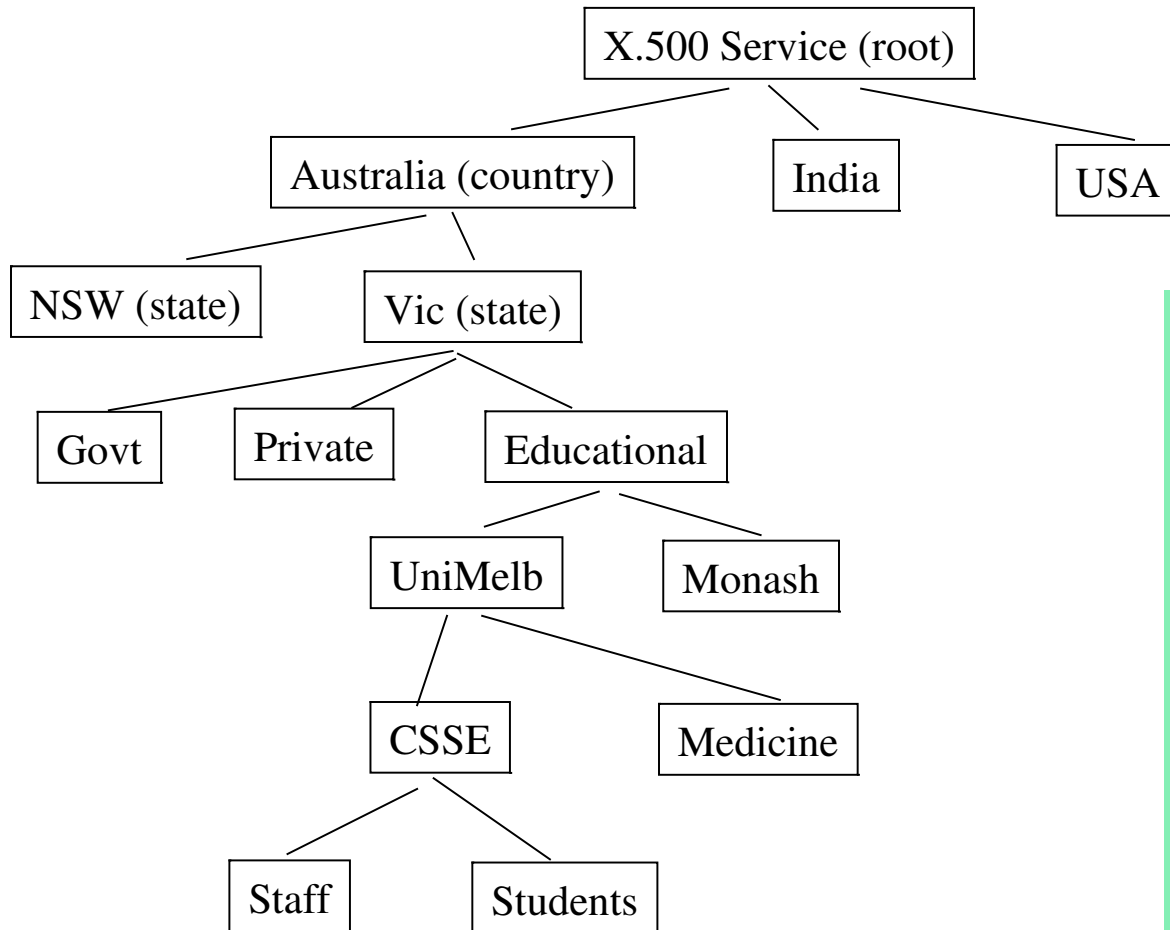 X.500 Service (root)
Australia (country)
India
USA
NSW (state)
Vic (state)
Govt
Private
Educational
UniMelb
Monash
CSSE
Medicine
Staff
Students